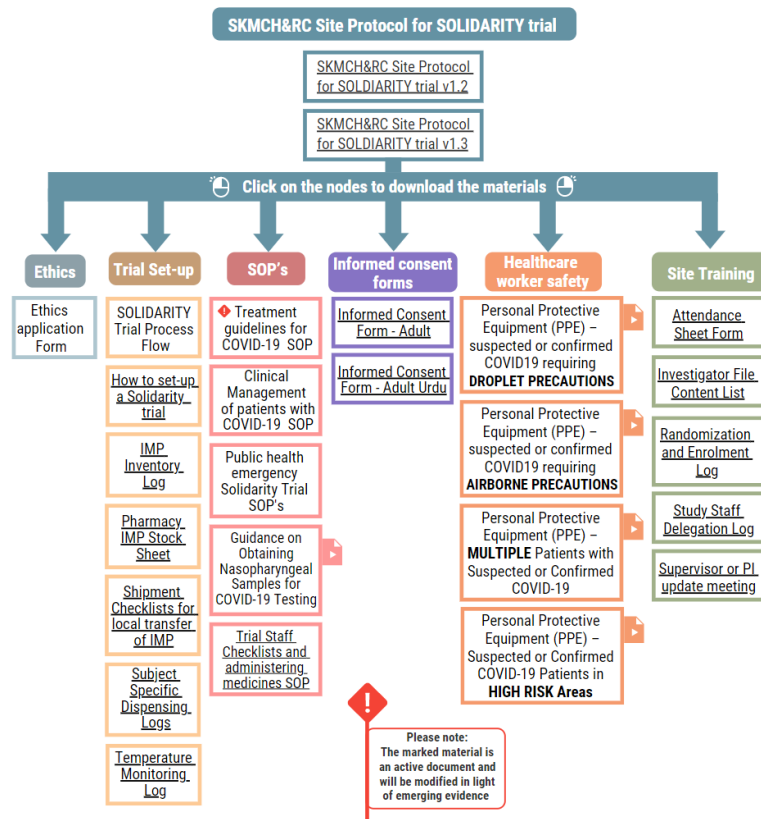 SKMCH&RC Site Protocol for SOLIDARITY trial
SKMCH&RC Site Protocol
for SOLDIARITY trial v1.2
SKMCH&RC Site Protocol
for SOLDIARITY trial v1.3
Click on the nodes to download the materials
Ethics
Ethics
application
Form
Trial Set-up
SOLIDARITY
Trial Process
Flow
How to set-up
a Solidarity
trial
IMP
Inventory
Log
Pharmacy
IMP Stock
Sheet
Shipment
Checklists for
local transfer
of IMP
Subject
Specific
Dispensing
Logs
Temperature
Monitoring
Log
SOP's
Treatment
guidelines for
COVID-19 SOP
Clinical
Management
of patients with
COVID-19 SOP
Public health
emergency
Solidarity Trial
SOP's
Guidance on
Obtaining
Nasopharyngeal
Samples for
COVID-19 Testing
Trial Staff
Checklists and
administering
medicines SOP
Informed consent
forms
Informed Consent
Form - Adult
Informed Consent
Form - Adult Urdu
Healthcare
worker safety
Personal Protective
Equipment (PPE) –
suspected or confirmed
COVID19 requiring
DROPLET PRECAUTIONS
Personal Protective
Equipment (PPE) –
suspected or confirmed
COVID19 requiring
AIRBORNE PRECAUTIONS
Personal Protective
Equipment (PPE) –
MULTIPLE Patients with
Suspected or Confirmed
COVID-19
Personal Protective
Equipment (PPE) –
Suspected or Confirmed
COVID-19 Patients in
HIGH RISK Areas
Site Training
Attendance
Sheet Form
Investigator File
Content List
Randomization
and Enrolment
Log
Study Staff
Delegation Log
Supervisor or PI
update meeting
!
Please note:
The marked material is
an active document and
will be modified in light
of emerging evidence